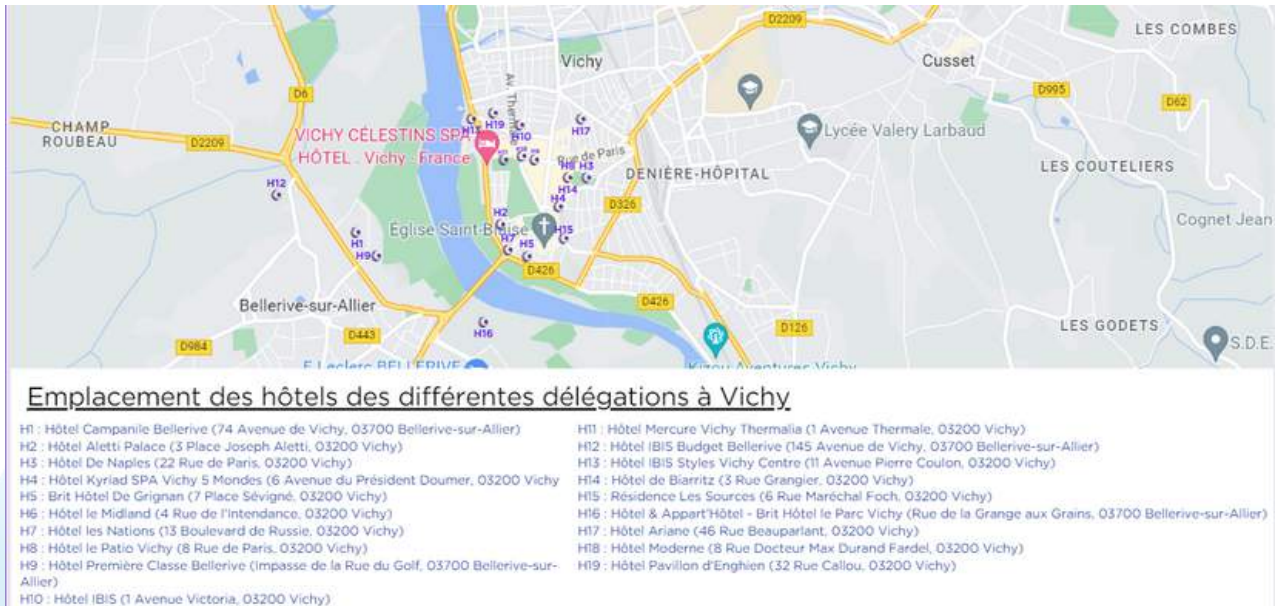 D2209
LES COMBES
Vichy
Cusset
D6
D995
D62
Av. Therma
H19
H17
H10
CHAMP
ROUBEAU
D2209
VICHY CÉLESTINS SPA
HÔTEL . Vichy . France
Lycée Valery Larbaud
Rue de Paris
H8 H3
DENIÈRE-HÔPITAL
LES COUTELIERS
H12
H14
H4
D326
H2
Église Saint-Blaise
H15
Cognet Jean
H1
H7
H5
H9
D426
Bellerive-sur-Allier
D426
H16
D443
D126
LES GODETS
D984
S.D.E.
E.Leclerc BELLERIVE
Kizou Aventures Vichy
Emplacement des hôtels des différentes délégations à Vichy
H1 : Hôtel Campanile Bellerive (74 Avenue de Vichy, 03700 Bellerive-sur-Allier)
H2 : Hôtel Aletti Palace (3 Place Joseph Aletti, 03200 Vichy)
H3 : Hôtel De Naples (22 Rue de Paris, 03200 Vichy)
H4 : Hôtel Kyriad SPA Vichy 5 Mondes (6 Avenue du Président Doumer, 03200 Vichy
H5 : Brit Hôtel De Grignan (7 Place Sévigné, 03200 Vichy)
H6 : Hôtel le Midland (4 Rue de l'Intendance, 03200 Vichy)
H7 : Hôtel les Nations (13 Boulevard de Russie, 03200 Vichy)
H8 : Hôtel le Patio Vichy (8 Rue de Paris, 03200 Vichy)
H9 : Hôtel Première Classe Bellerive (Impasse de la Rue du Golf, 03700 Bellerive-sur-
Allier)
H10 : Hôtel IBIS (1 Avenue Victoria, 03200 Vichy)
H11 : Hôtel Mercure Vichy Thermalia (1 Avenue Thermale, 03200 Vichy)
H12 : Hôtel IBIS Budget Bellerive (145 Avenue de Vichy, 03700 Bellerive-sur-Allier)
H13 : Hôtel IBIS Styles Vichy Centre (11 Avenue Pierre Coulon, 03200 Vichy)
H14 : Hôtel de Biarritz (3 Rue Grangier, 03200 Vichy)
H15 : Résidence Les Sources (6 Rue Maréchal Foch, 03200 Vichy)
H16 : Hôtel & Appart'Hôtel - Brit Hôtel le Parc Vichy (Rue de la Grange aux Grains, 03700 Bellerive-sur-Allier)
H17 : Hôtel Ariane (46 Rue Beauparlant, 03200 Vichy)
H18 : Hôtel Moderne (8 Rue Docteur Max Durand Fardel, 03200 Vichy)
H19 : Hôtel Pavillon d'Enghien (32 Rue Callou, 03200 Vichy)